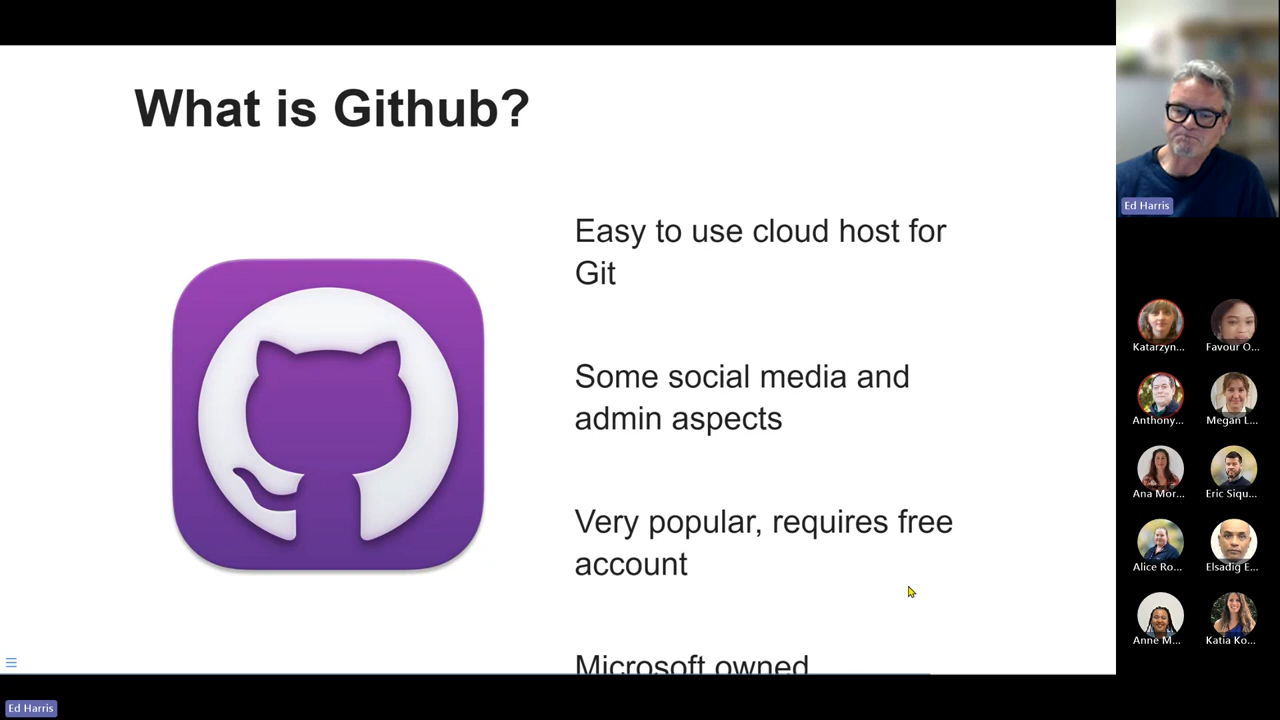 What is Github?
Easy to use cloud host for
Git
Some social media and
admin aspects
Very popular, requires free
account
Microsoft owned
Ed Harris
Katarzyn...
Favour O...
Anthony...
Megan L...
Ana Mor...
Eric Siqu...
Alice Ro...
Elsadig E...
Anne M...
Katia Ko...
Ed Harris